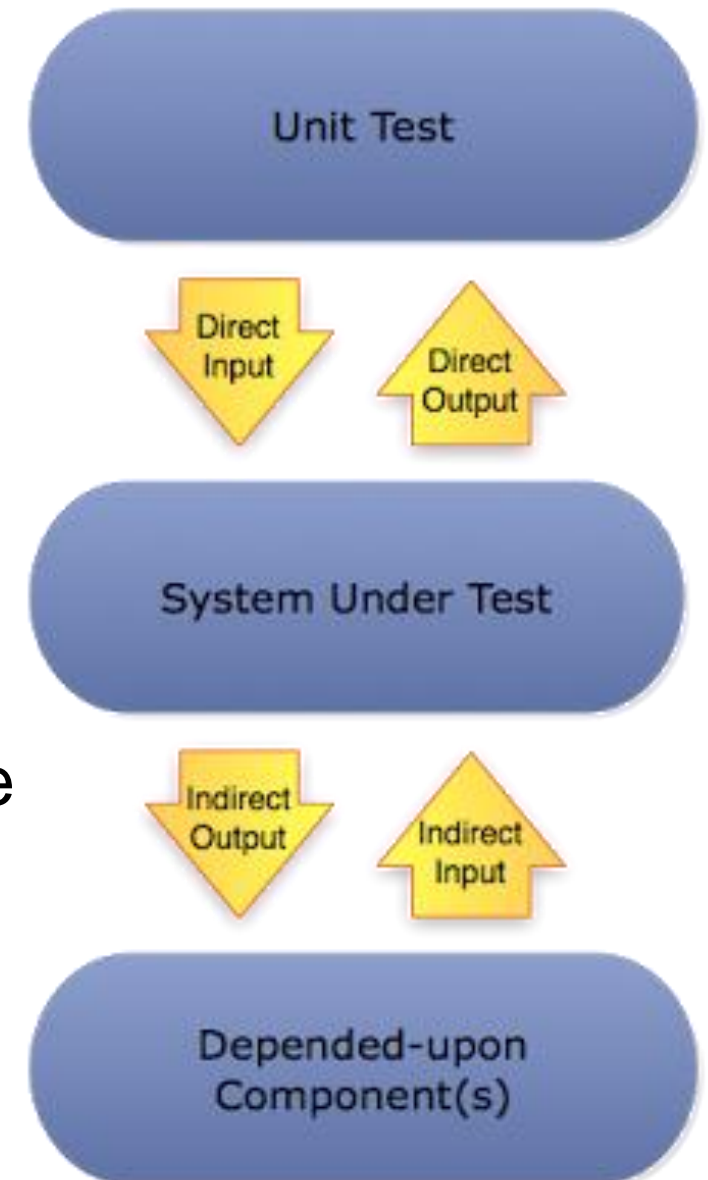 Unit Test
Direct
Input
Direct
Output
System Under Test
e
Indirect
Output
Indirect
Input
Depended-upon
Component(s)